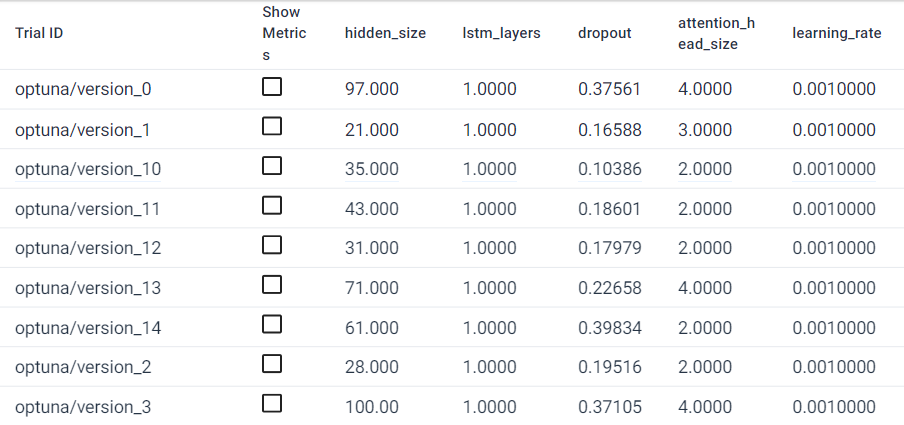 Trial ID Show Metric s hidden_size lstm_layers dropout attention_h ead_size learning_rate
optuna/version_0 97.000 1.0000 0.37561 4.0000 0.0010000
optuna/version_1 21.000 1.0000 0.16588 3.0000 0.0010000
optuna/version_10 35.000 1.0000 0.10386 2.0000 0.0010000
optuna/version_11 43.000 1.0000 0.18601 2.0000 0.0010000
optuna/version_12 31.000 1.0000 0.17979 2.0000 0.0010000
optuna/version_13 71.000 1.0000 0.22658 4.0000 0.0010000
optuna/version_14 61.000 1.0000 0.39834 2.0000 0.0010000
optuna/version_2 28.000 1.0000 0.19516 2.0000 0.0010000
optuna/version_3 100.00 1.0000 0.37105 4.0000 0.0010000